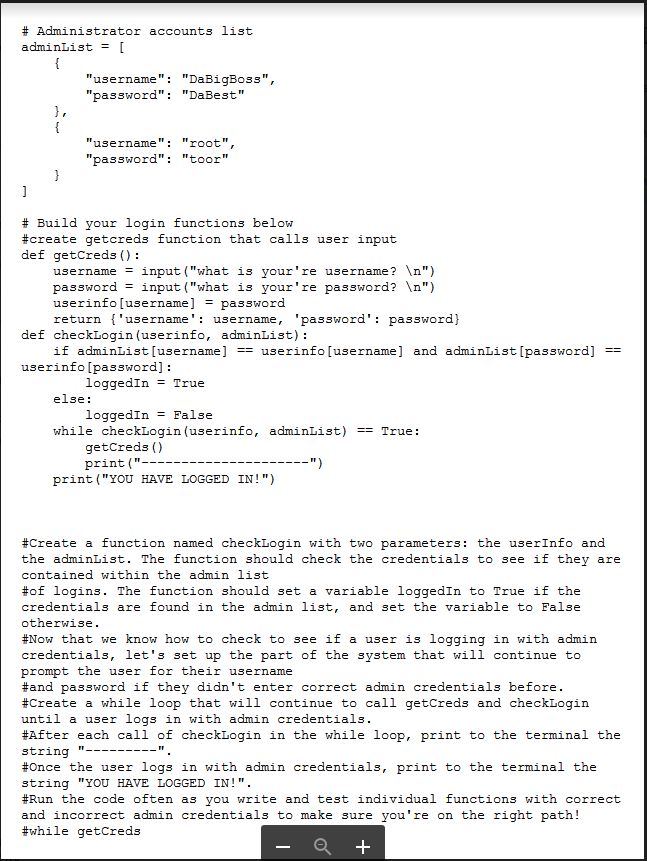 # Administrator accounts list
adminList = [
    {
        "username": "DaBigBoss",
        "password": "DaBest"
    },
    {
        "username": "root",
        "password": "toor"
    }
]

# Build your login functions below
#create getcreds function that calls user input
def getCreds():
    username = input("what is your're username? \n")
    password = input("what is your're password? \n")
    userinfo[username] = password
    return {'username': username, 'password': password}
def checkLogin(userinfo, adminList):
    if adminList[username] == userinfo[username] and adminList[password] ==
userinfo[password]:
        loggedIn = True
    else:
        loggedIn = False
    while checkLogin(userinfo, adminList) == True:
        getCreds()
        print("---------------------")
    print("YOU HAVE LOGGED IN!")

#Create a function named checkLogin with two parameters: the userInfo and
the adminList. The function should check the credentials to see if they are
contained within the admin list
#of logins. The function should set a variable loggedIn to True if the
credentials are found in the admin list, and set the variable to False
otherwise.
#Now that we know how to check to see if a user is logging in with admin
credentials, let's set up the part of the system that will continue to
prompt the user for their username
#and password if they didn't enter correct admin credentials before.
#Create a while loop that will continue to call getCreds and checkLogin
until a user logs in with admin credentials.
#After each call of checkLogin in the while loop, print to the terminal the
string "---------".
#Once the user logs in with admin credentials, print to the terminal the
string "YOU HAVE LOGGED IN!".
#Run the code often as you write and test individual functions with correct
and incorrect admin credentials to make sure you're on the right path!
#while getCreds